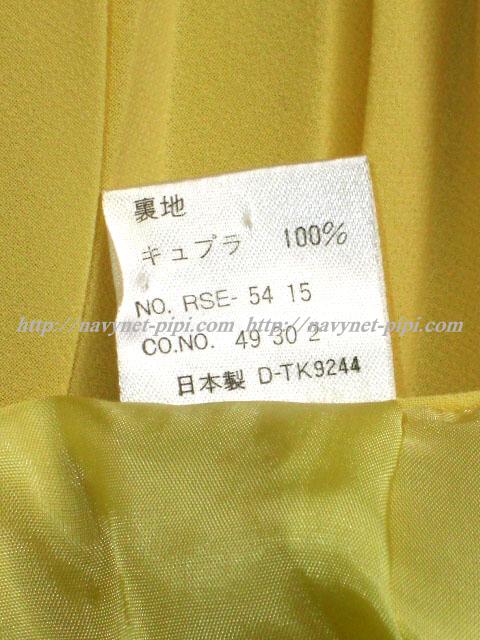 裏地
キュプラ 100%
NO. RSE- 54 15
http://navynet-pipi.com http://navynet-pipi.com
CO.NO. 49 30 2
日本製 D-TK9244